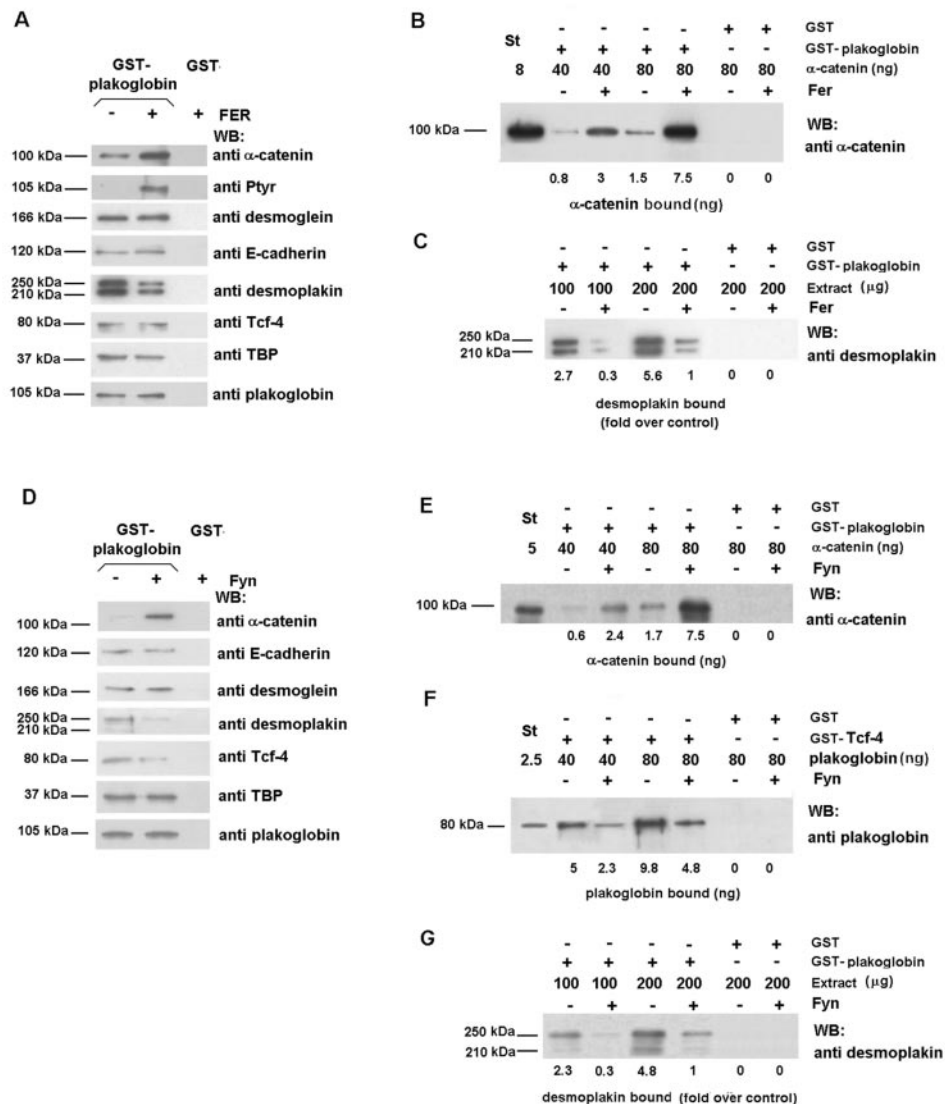 A
GST-
plakoglobin
GST
- + + FER
WB:
100 kDa anti α-catenin
105 kDa anti Ptyr
166 kDa anti desmoglein
120 kDa anti E-cadherin
250 kDa
210 kDa anti desmoplakin
80 kDa anti Tcf-4
37 kDa anti TBP
105 kDa anti plakoglobin
B
- - - - + + GST
St + + + + - - GST-plakoglobin
8 40 40 80 80 80 80 α-catenin (ng)
- + - + - + Fer
100 kDa
WB:
anti α-catenin
0.8 3 1.5 7.5 0 0
α-catenin bound (ng)
C
- - - - + + GST
+ + + + - - GST-plakoglobin
100 100 200 200 200 200 Extract (μg)
- + - + - + Fer
250 kDa
210 kDa
WB:
anti desmoplakin
2.7 0.3 5.6 1 0 0
desmoplakin bound
(fold over control)
D
GST-
plakoglobin
GST
- + + Fyn
WB:
100 kDa anti α-catenin
120 kDa anti E-cadherin
166 kDa anti desmoglein
250 kDa
210 kDa anti desmoplakin
80 kDa anti Tcf-4
37 kDa anti TBP
105 kDa anti plakoglobin
E
- - - - + + GST
St + + + + - - GST-plakoglobin
5 40 40 80 80 80 80 α-catenin (ng)
- + - + - + Fyn
100 kDa
WB:
anti α-catenin
0.6 2.4 1.7 7.5 0 0
α-catenin bound (ng)
F
- - - - + + GST
St + + + + - - GST-Tcf-4
2.5 40 40 80 80 80 80 plakoglobin (ng)
- + - + - + Fyn
80 kDa
WB:
anti plakoglobin
5 2.3 9.8 4.8 0 0
plakoglobin bound (ng)
G
- - - - + + GST
+ + + + - - GST-plakoglobin
100 100 200 200 200 200 Extract (μg)
- + - + - + Fyn
250 kDa
210 kDa
WB:
anti desmoplakin
2.3 0.3 4.8 1 0 0
desmoplakin bound (fold over control)